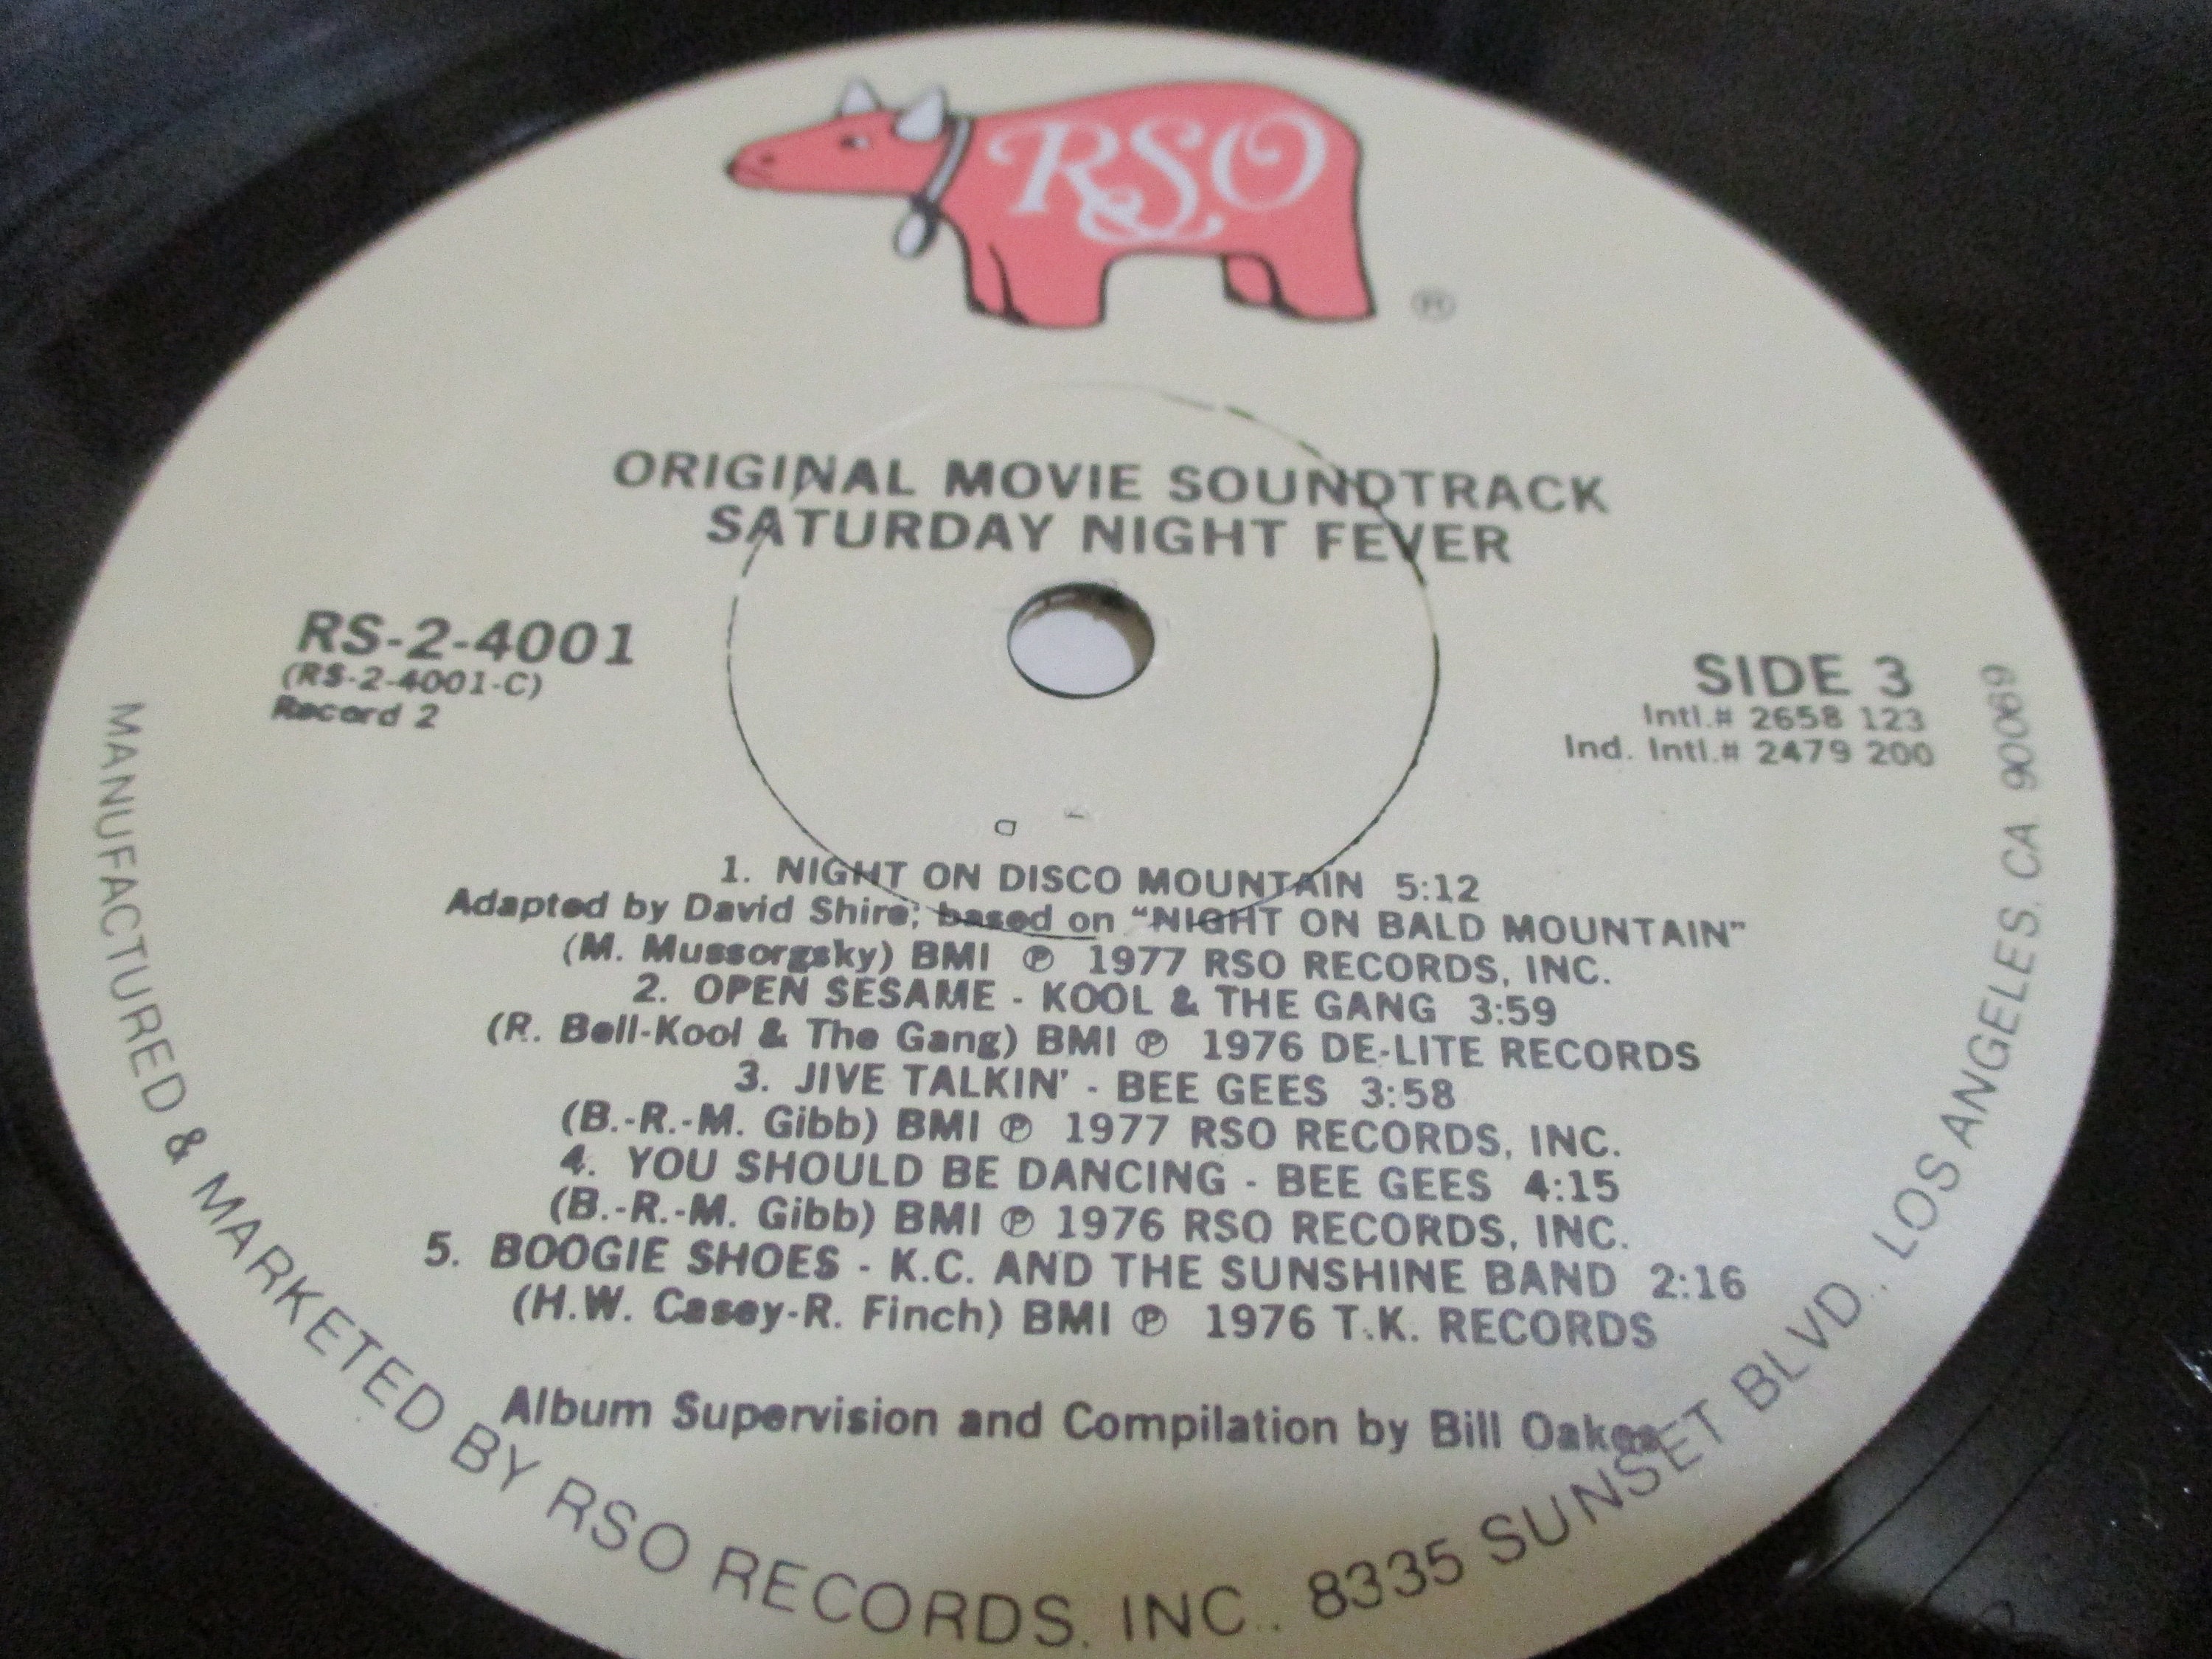 RSO
®
ORIGINAL MOVIE SOUNDTRACK
SATURDAY NIGHT FEVER
RS-2-4001
(RS-2-4001-C)
Record 2
SIDE 3
Intl.# 2658 123
Ind. Intl.# 2479 200
1. NIGHT ON DISCO MOUNTAIN 5:12
Adapted by David Shire; based on "NIGHT ON BALD MOUNTAIN"
(M. Mussorgsky) BMI ℗ 1977 RSO RECORDS, INC.
2. OPEN SESAME - KOOL & THE GANG 3:59
(R. Bell-Kool & The Gang) BMI ℗ 1976 DE-LITE RECORDS
3. JIVE TALKIN' - BEE GEES 3:58
(B.-R.-M. Gibb) BMI ℗ 1977 RSO RECORDS, INC.
4. YOU SHOULD BE DANCING - BEE GEES 4:15
(B.-R.-M. Gibb) BMI ℗ 1976 RSO RECORDS, INC.
5. BOOGIE SHOES - K.C. AND THE SUNSHINE BAND 2:16
(H.W. Casey-R. Finch) BMI ℗ 1976 T.K. RECORDS
Album Supervision and Compilation by Bill Oakes
MANUFACTURED & MARKETED BY RSO RECORDS, INC., 8335 SUNSET BLVD., LOS ANGELES, CA 90069